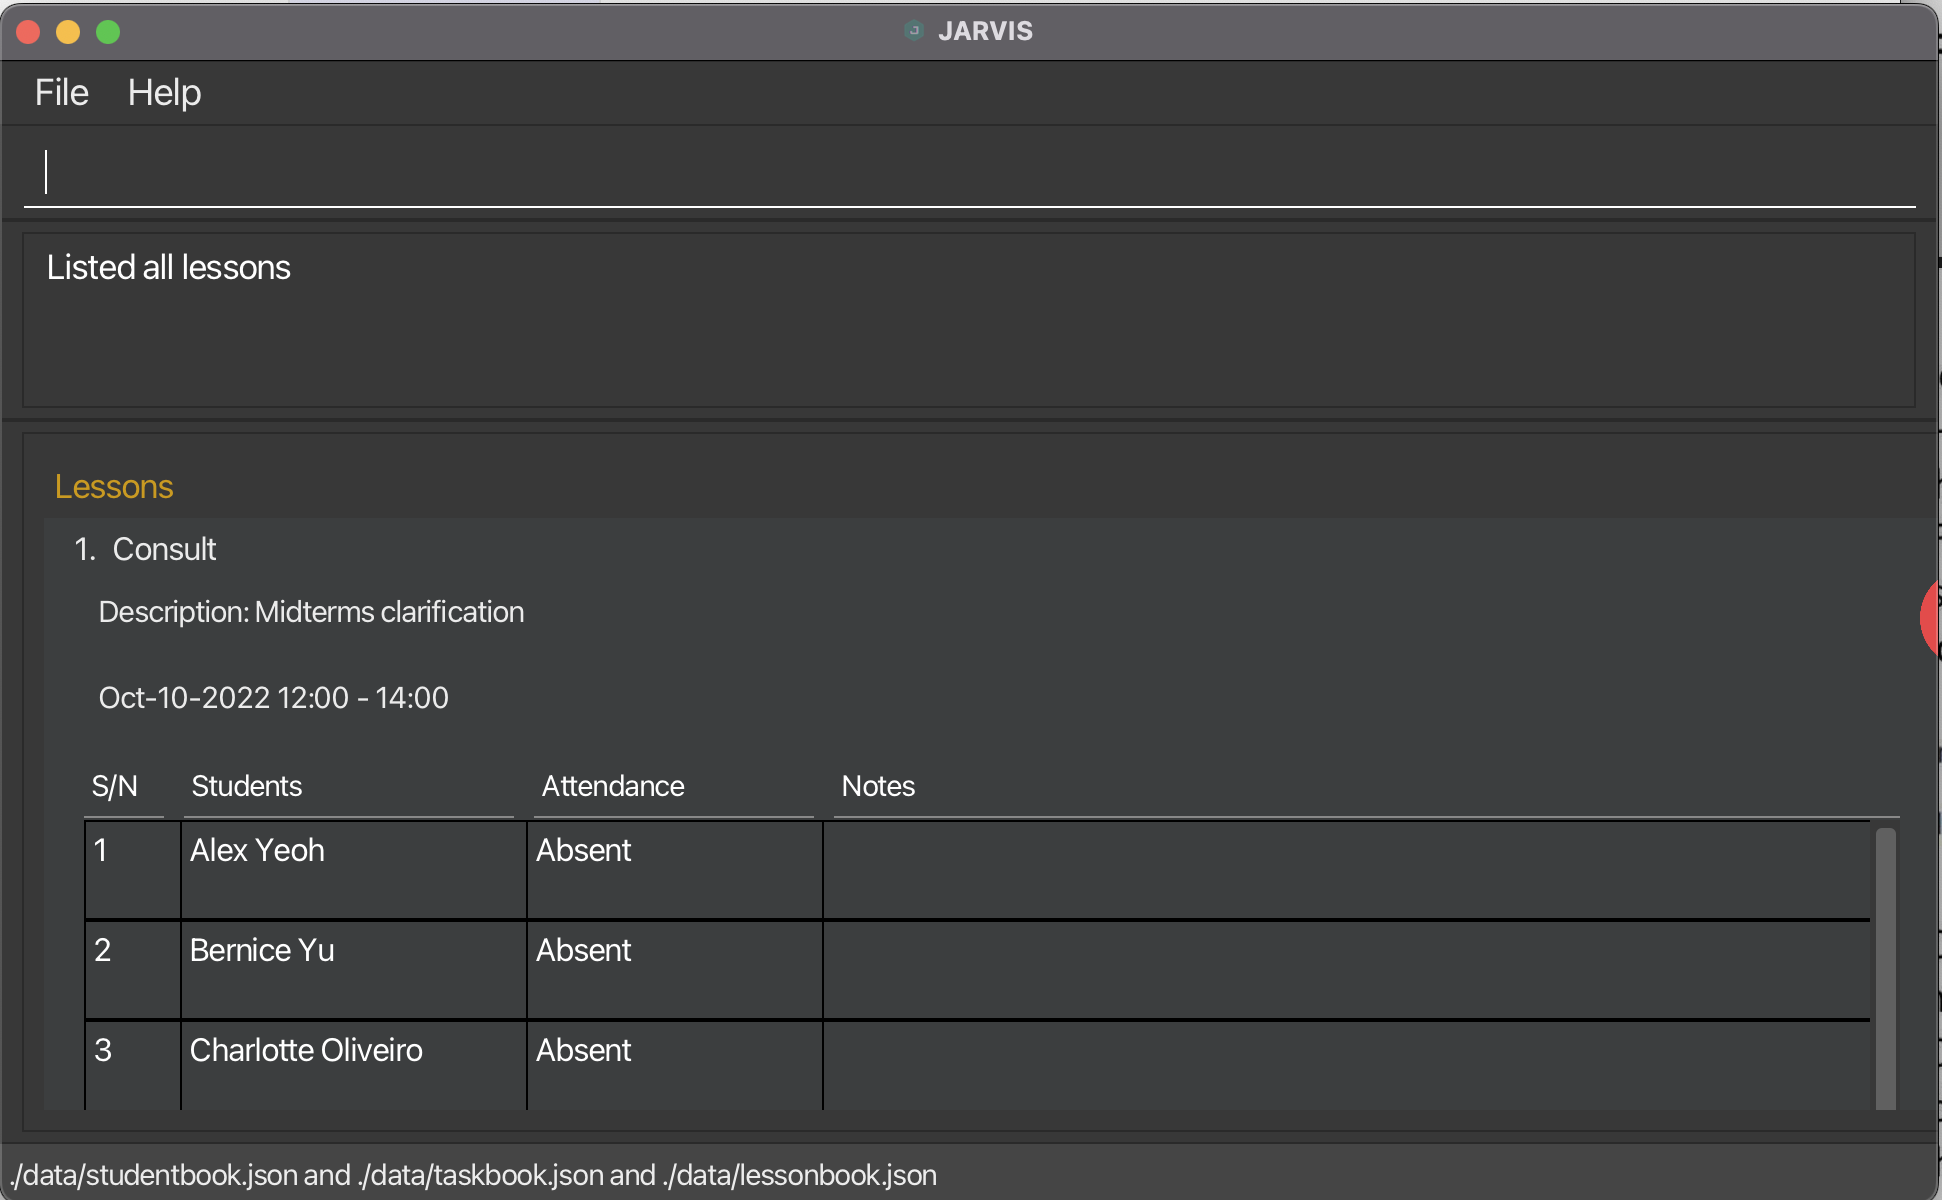 JARVIS
File Help
Listed all lessons
Lessons
1. Consult
Description: Midterms clarification
Oct-10-2022 12:00 - 14:00
S/N Students Attendance Notes
1 Alex Yeoh Absent
2 Bernice Yu Absent
3 Charlotte Oliveiro Absent
./data/studentbook.json and ./data/taskbook.json and ./data/lessonbook.json